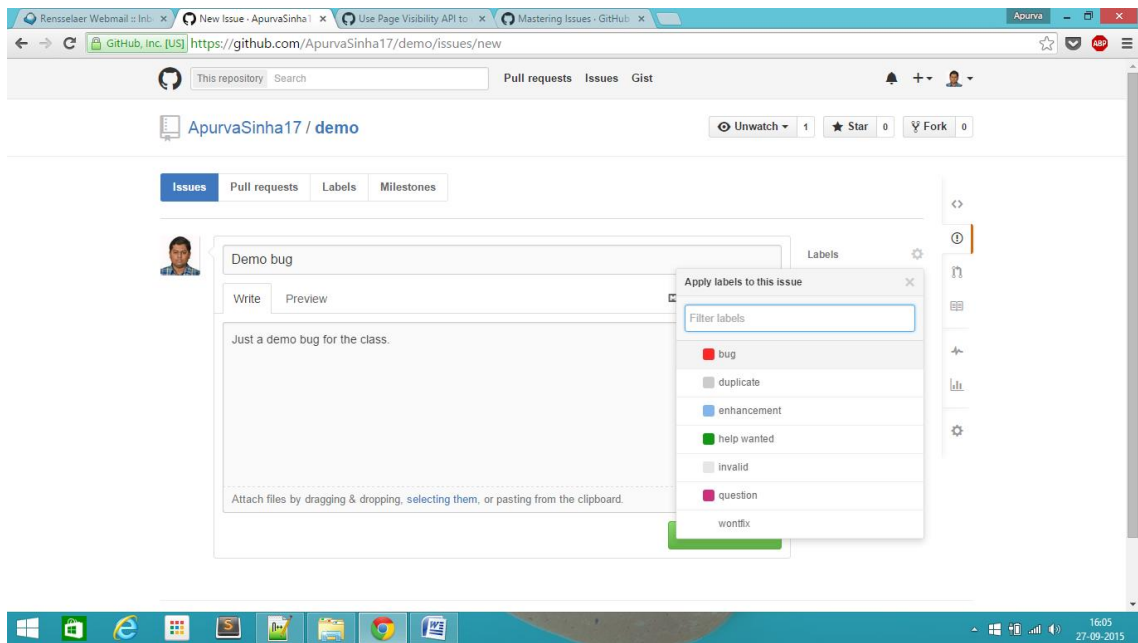 Rensselaer Webmail :: Inb
New Issue · ApurvaSinha1
Use Page Visibility API to
Mastering Issues · GitHub
Apurva
GitHub, Inc. [US]
https://github.com/ApurvaSinha17/demo/issues/new
ABP
This repository
Search
Pull requests
Issues
Gist
ApurvaSinha17 / demo
Unwatch
1
Star
0
Fork
0
Issues
Pull requests
Labels
Milestones
Demo bug
Labels
Write
Preview
Apply labels to this issue
Filter labels
Just a demo bug for the class.
bug
duplicate
enhancement
help wanted
invalid
question
wontfix
Attach files by dragging & dropping, selecting them, or pasting from the clipboard.
16:05
27-09-2015